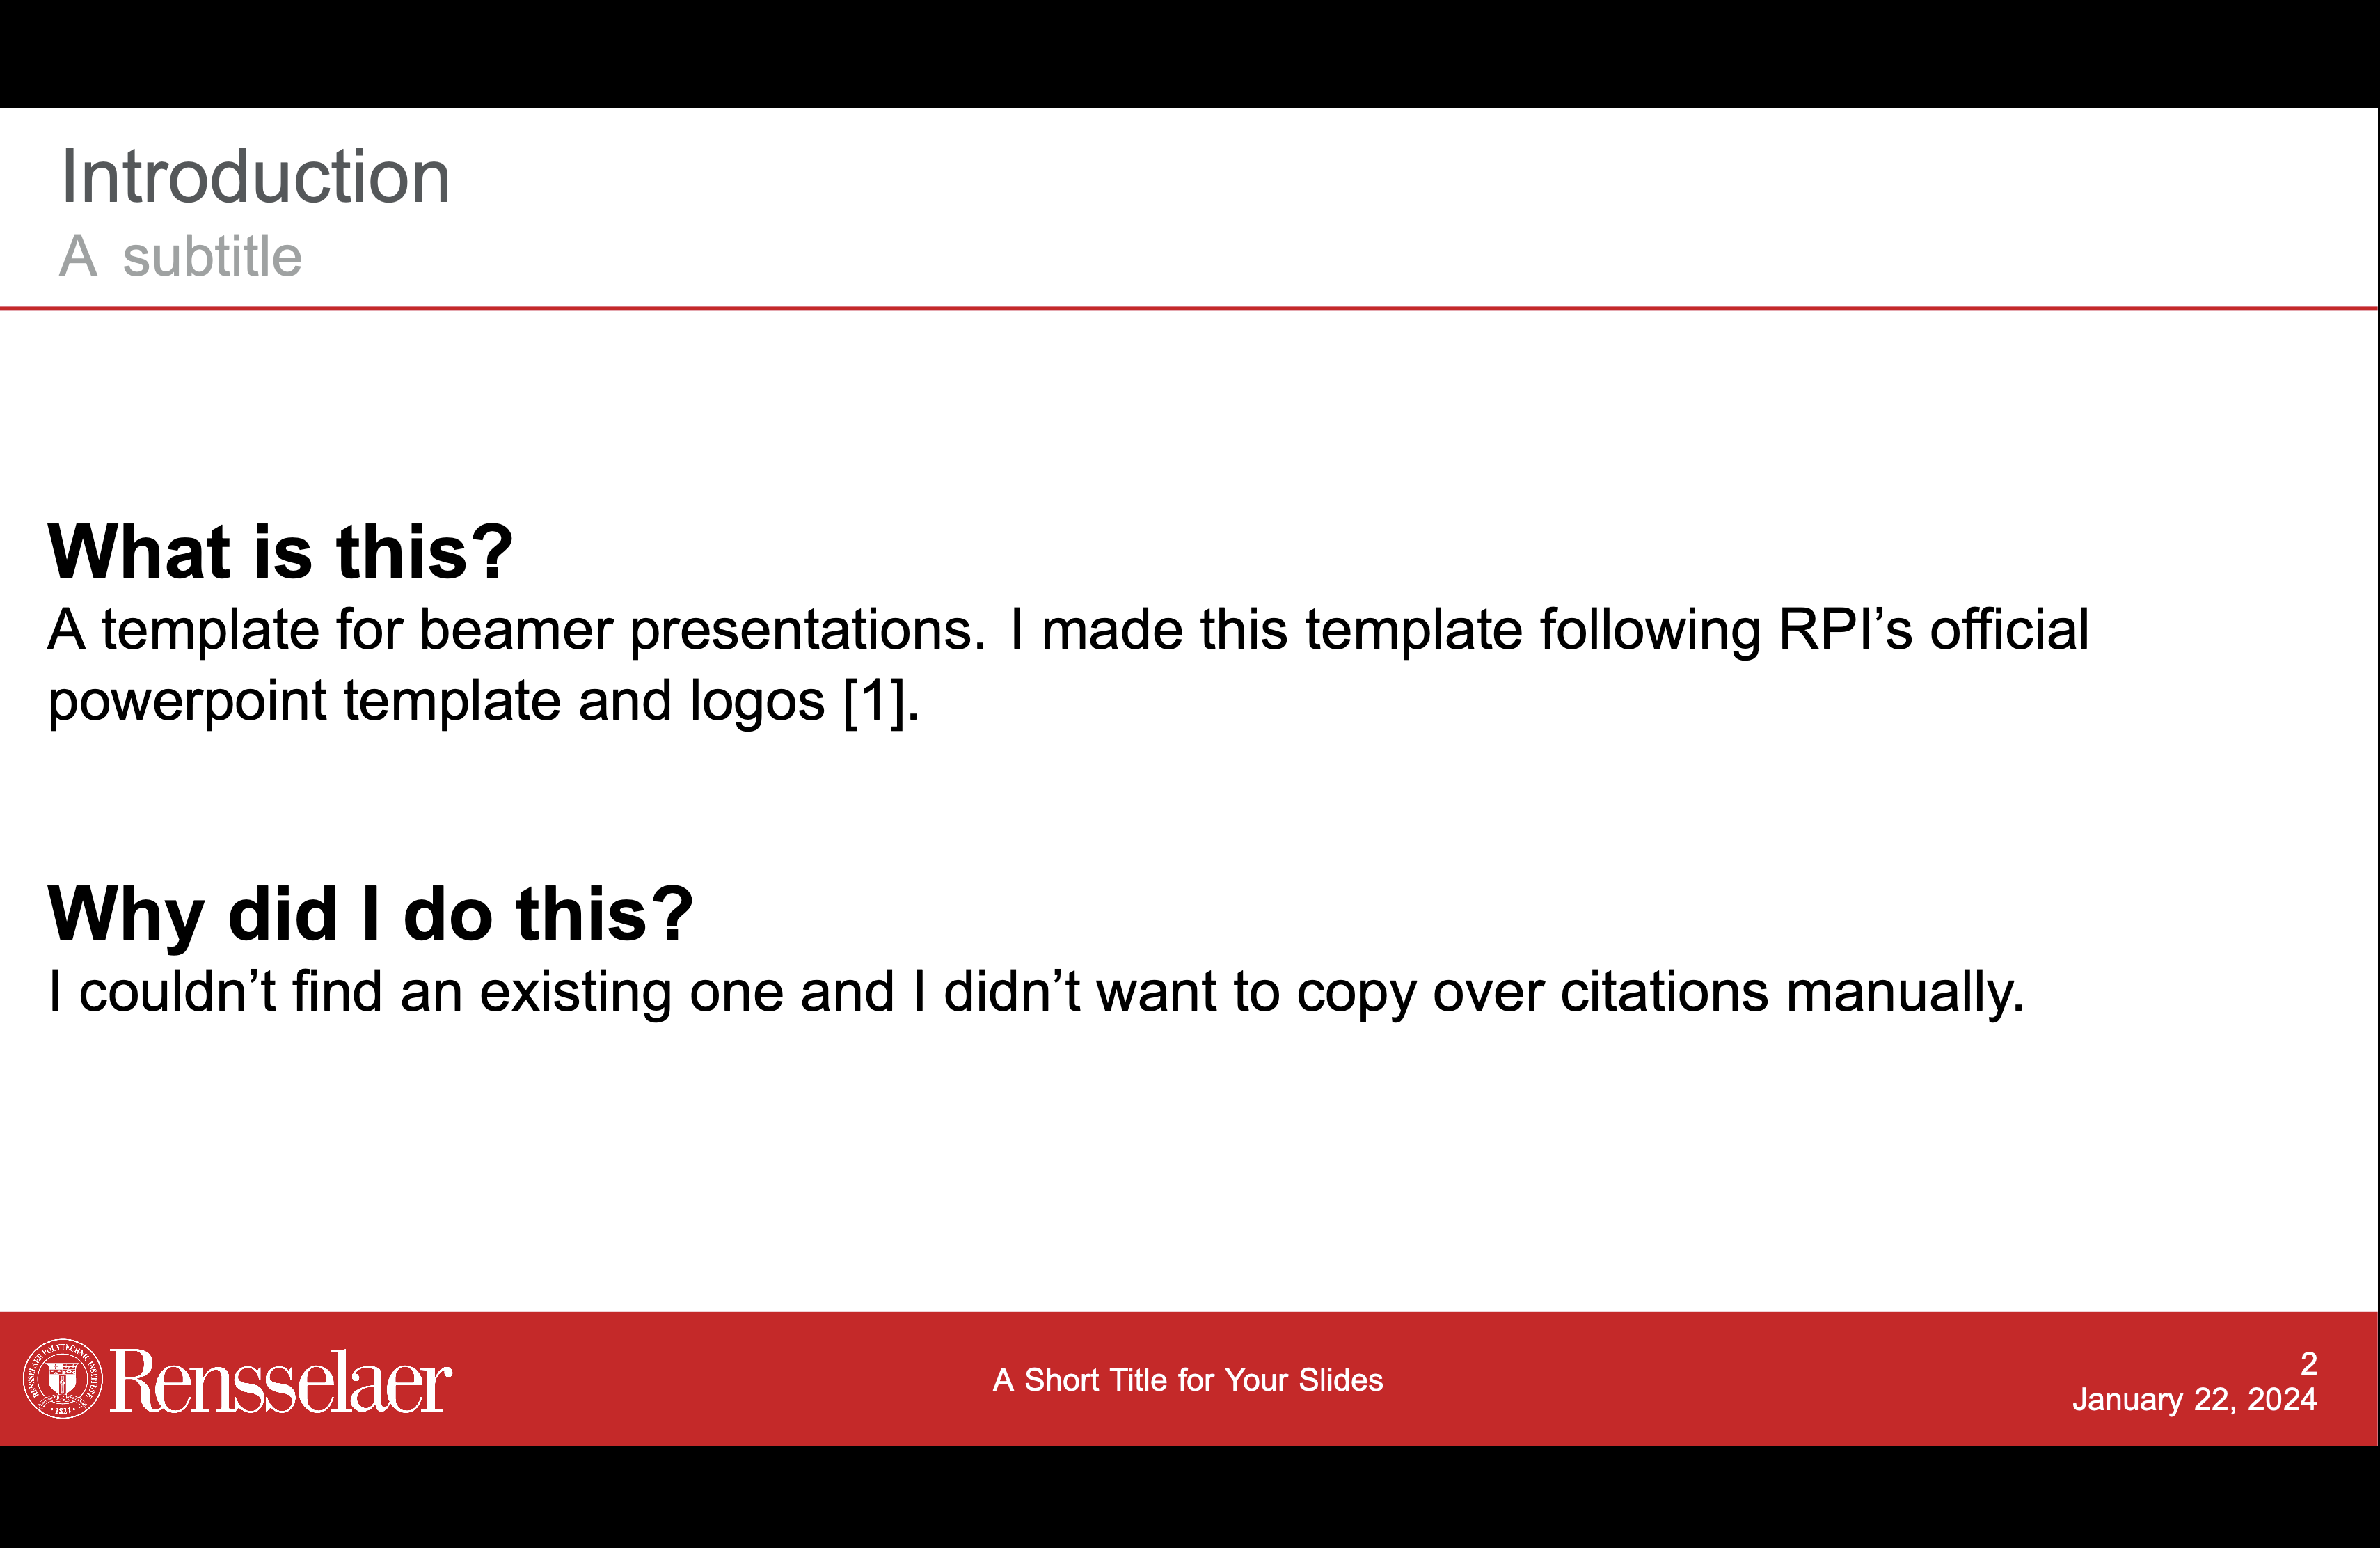 Introduction
A subtitle
What is this?
A template for beamer presentations. I made this template following RPI’s official
powerpoint template and logos [1].
Why did I do this?
I couldn’t find an existing one and I didn’t want to copy over citations manually.
RENSSELAER POLYTECHNIC INSTITUTE
• 1824 •
Rensselaer
A Short Title for Your Slides
2
January 22, 2024